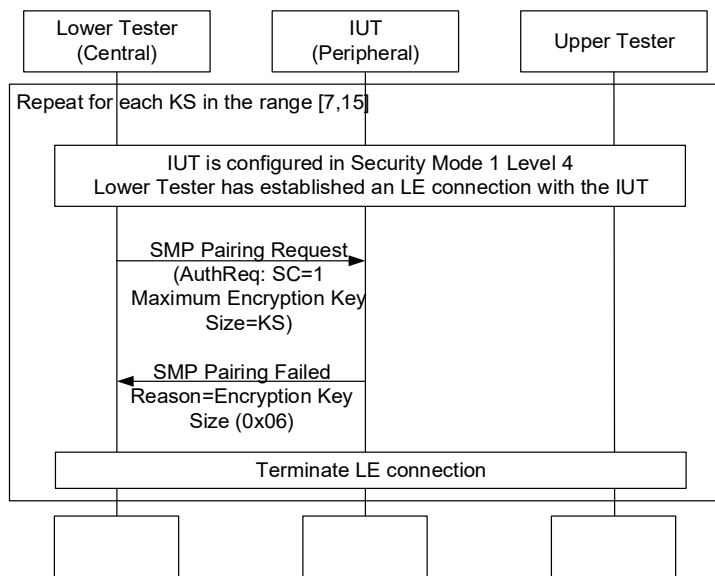 Lower Tester
(Central)
IUT
(Peripheral)
Upper Tester
Repeat for each KS in the range [7,15]
IUT is configured in Security Mode 1 Level 4
Lower Tester has established an LE connection with the IUT
SMP Pairing Request
(AuthReq: SC=1
Maximum Encryption Key
Size=KS)
SMP Pairing Failed
Reason=Encryption Key
Size (0x06)
Terminate LE connection